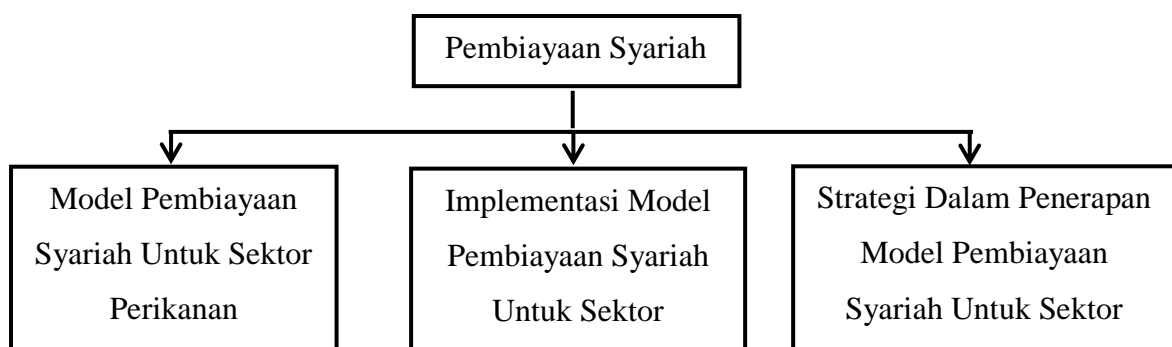 Pembiayaan Syariah
Model Pembiayaan
Syariah Untuk Sektor
Perikanan
Implementasi Model
Pembiayaan Syariah
Untuk Sektor
Strategi Dalam Penerapan
Model Pembiayaan
Syariah Untuk Sektor